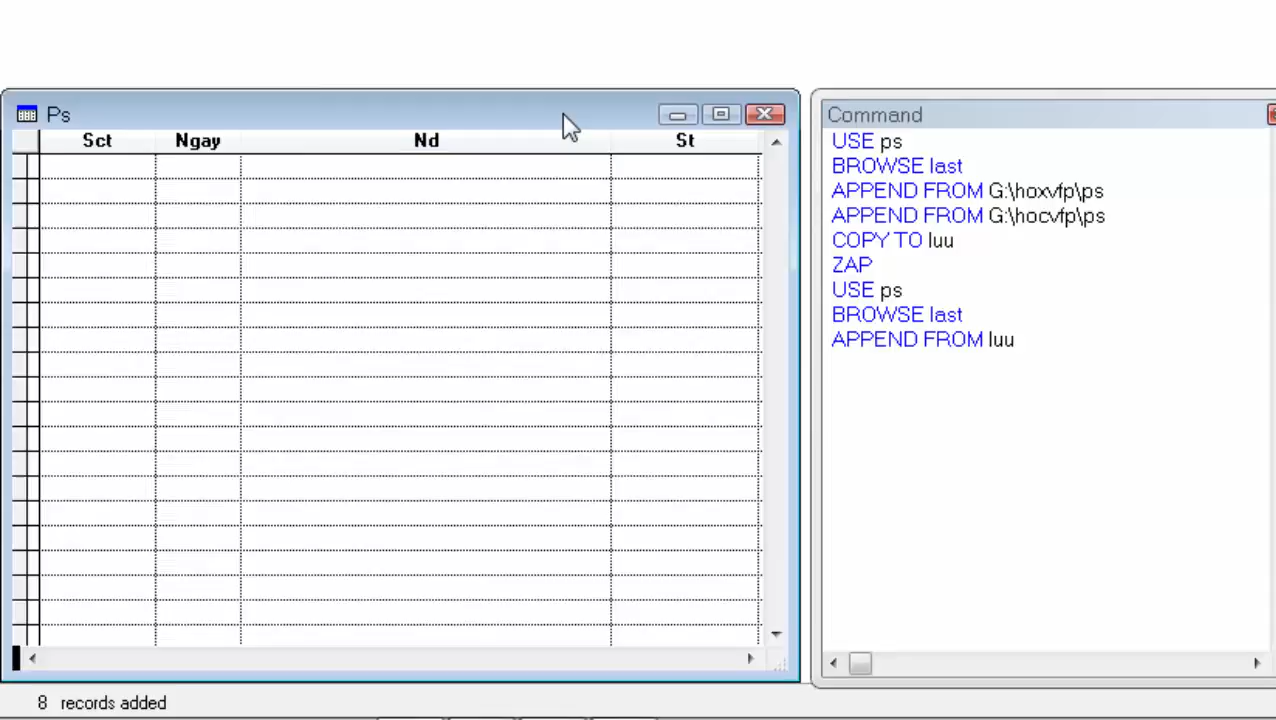 Ps
Sct Ngay Nd St
8 records added
Command
USE ps
BROWSE last
APPEND FROM G:\hoxvfp\ps
APPEND FROM G:\hocvfp\ps
COPY TO luu
ZAP
USE ps
BROWSE last
APPEND FROM luu